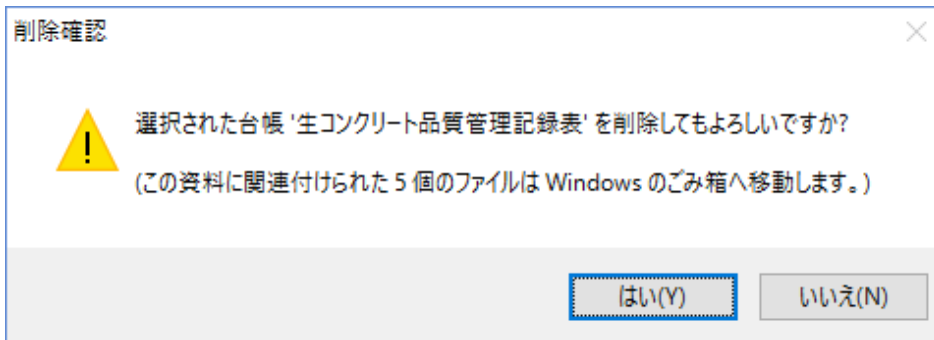 削除確認
選択された台帳 '生コンクリート品質管理記録表' を削除してもよろしいですか?
(この資料に関連付けられた 5 個のファイルは Windows のごみ箱へ移動します。)
はい(Y) いいえ(N)